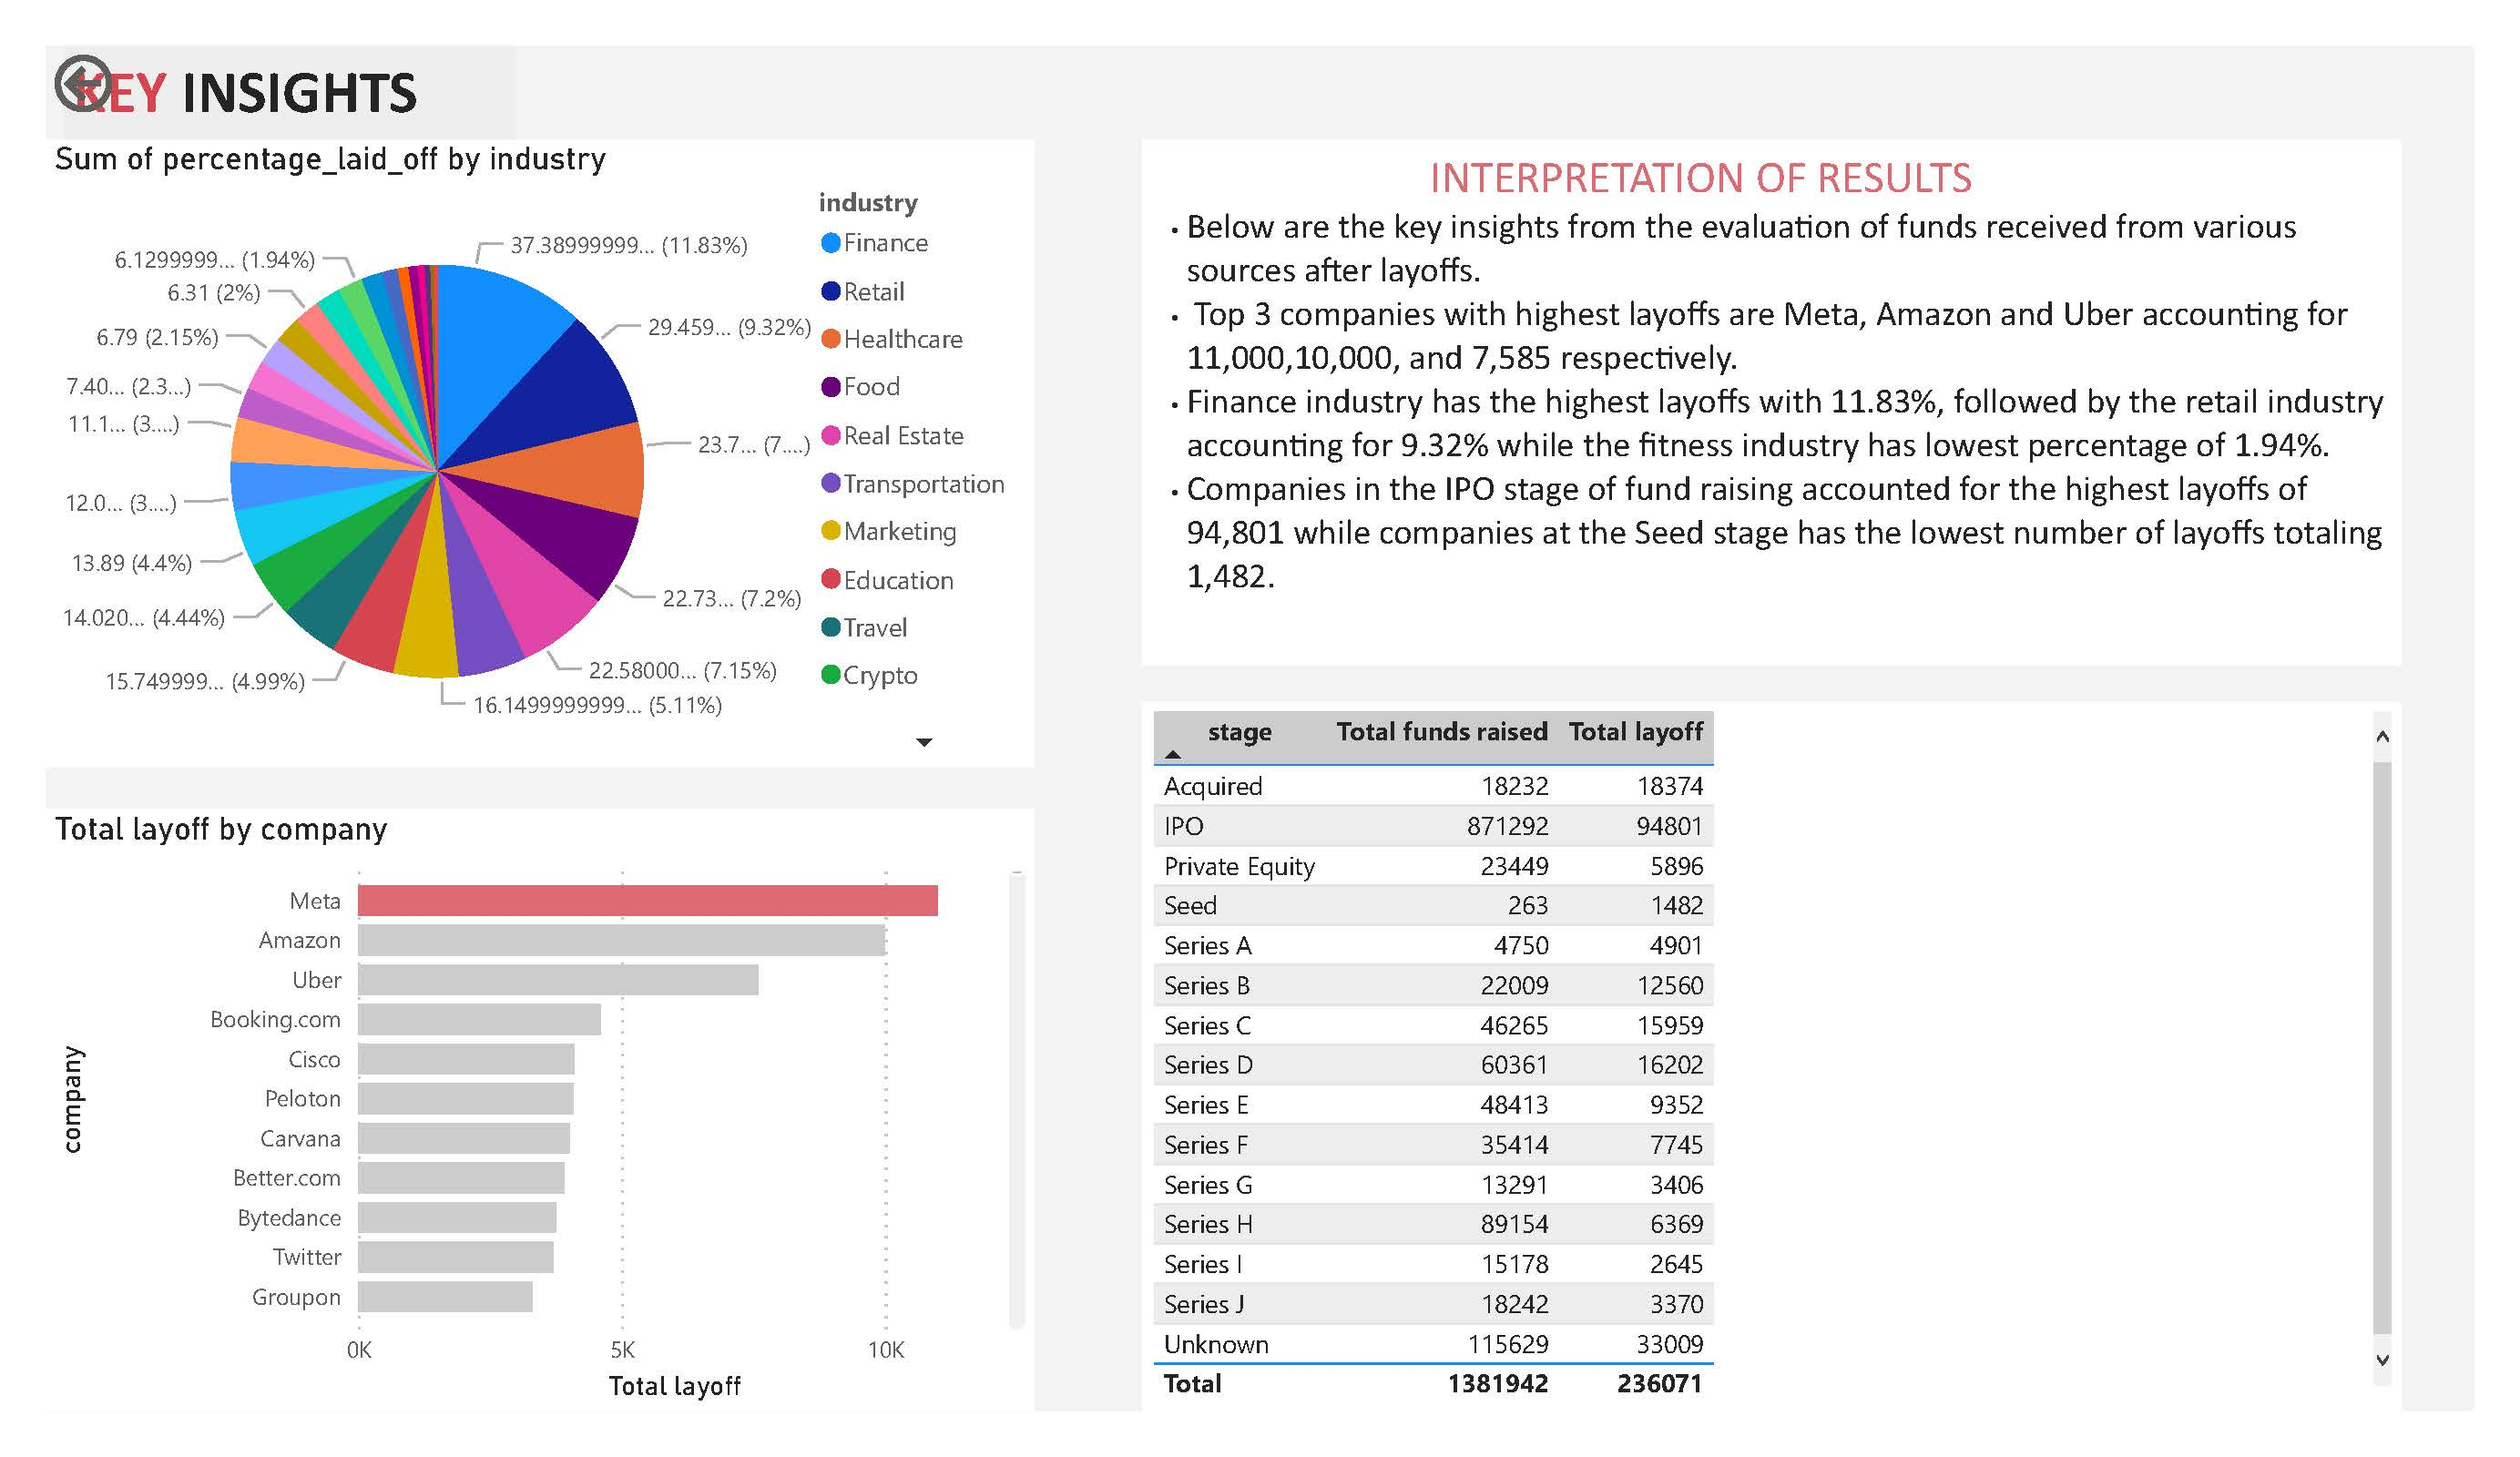 KEY INSIGHTS
Sum of percentage_laid_off by industry
37.38999999... (11.83%)
29.459... (9.32%)
23.7... (7....)
22.73... (7.2%)
22.58000... (7.15%)
16.1499999999... (5.11%)
15.749999... (4.99%)
14.020... (4.44%)
13.89 (4.4%)
12.0... (3....)
11.1... (3....)
7.40... (2.3...)
6.79 (2.15%)
6.31 (2%)
6.1299999... (1.94%)
industry
Finance
Retail
Healthcare
Food
Real Estate
Transportation
Marketing
Education
Travel
Crypto
INTERPRETATION OF RESULTS
• Below are the key insights from the evaluation of funds received from various
sources after layoffs.
• Top 3 companies with highest layoffs are Meta, Amazon and Uber accounting for
11,000,10,000, and 7,585 respectively.
• Finance industry has the highest layoffs with 11.83%, followed by the retail industry
accounting for 9.32% while the fitness industry has lowest percentage of 1.94%.
• Companies in the IPO stage of fund raising accounted for the highest layoffs of
94,801 while companies at the Seed stage has the lowest number of layoffs totaling
1,482.
Total layoff by company
company
Meta
Amazon
Uber
Booking.com
Cisco
Peloton
Carvana
Better.com
Bytedance
Twitter
Groupon
0K 5K 10K
Total layoff
stage Total funds raised Total layoff
Acquired 18232 18374
IPO 871292 94801
Private Equity 23449 5896
Seed 263 1482
Series A 4750 4901
Series B 22009 12560
Series C 46265 15959
Series D 60361 16202
Series E 48413 9352
Series F 35414 7745
Series G 13291 3406
Series H 89154 6369
Series I 15178 2645
Series J 18242 3370
Unknown 115629 33009
Total 1381942 236071